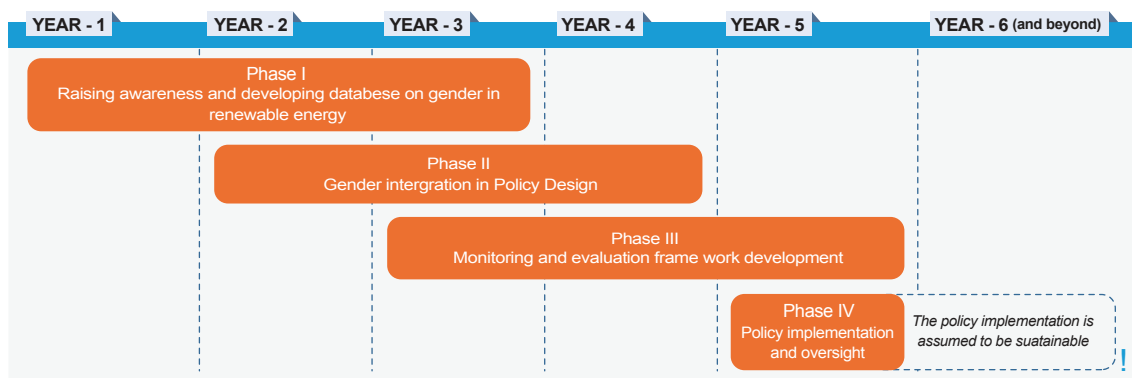 YEAR - 1
YEAR - 2
YEAR - 3
YEAR - 4
YEAR - 5
YEAR - 6 (and beyond)
Phase I
Raising awareness and developing databese on gender in
renewable energy
Phase II
Gender intergration in Policy Design
Phase III
Monitoring and evaluation frame work development
Phase IV
Policy implementation
and oversight
The policy implementation is
assumed to be suatainable
!